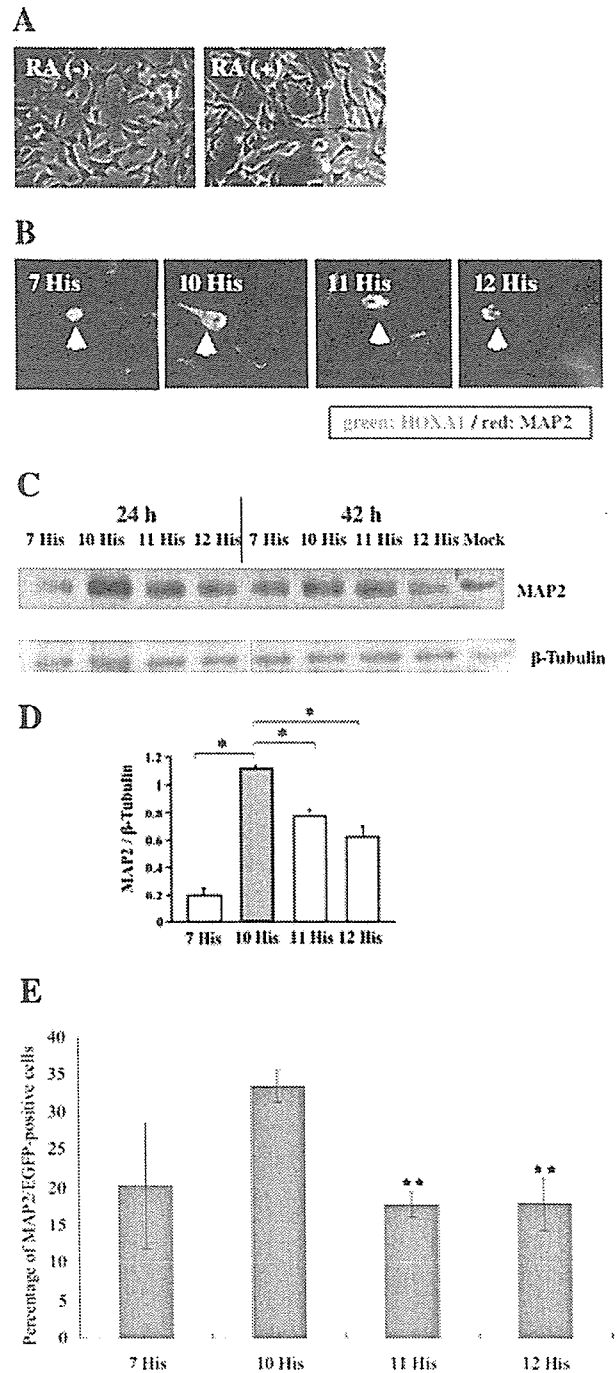 A
RA (-) RA (+)
B
7 His 10 His 11 His 12 His
green: HOXA1 / red: MAP2
C
24 h 42 h
7 His 10 His 11 His 12 His 7 His 10 His 11 His 12 His Mock
MAP2
β-Tubulin
D
* * *
MAP2 / β-Tubulin
1.2
1
0.8
0.6
0.4
0.2
0
7 His 10 His 11 His 12 His
E
Percentage of MAP2/EGFP-positive cells
40
35
30
25
20
15
10
5
0
** **
7 His 10 His 11 His 12 His